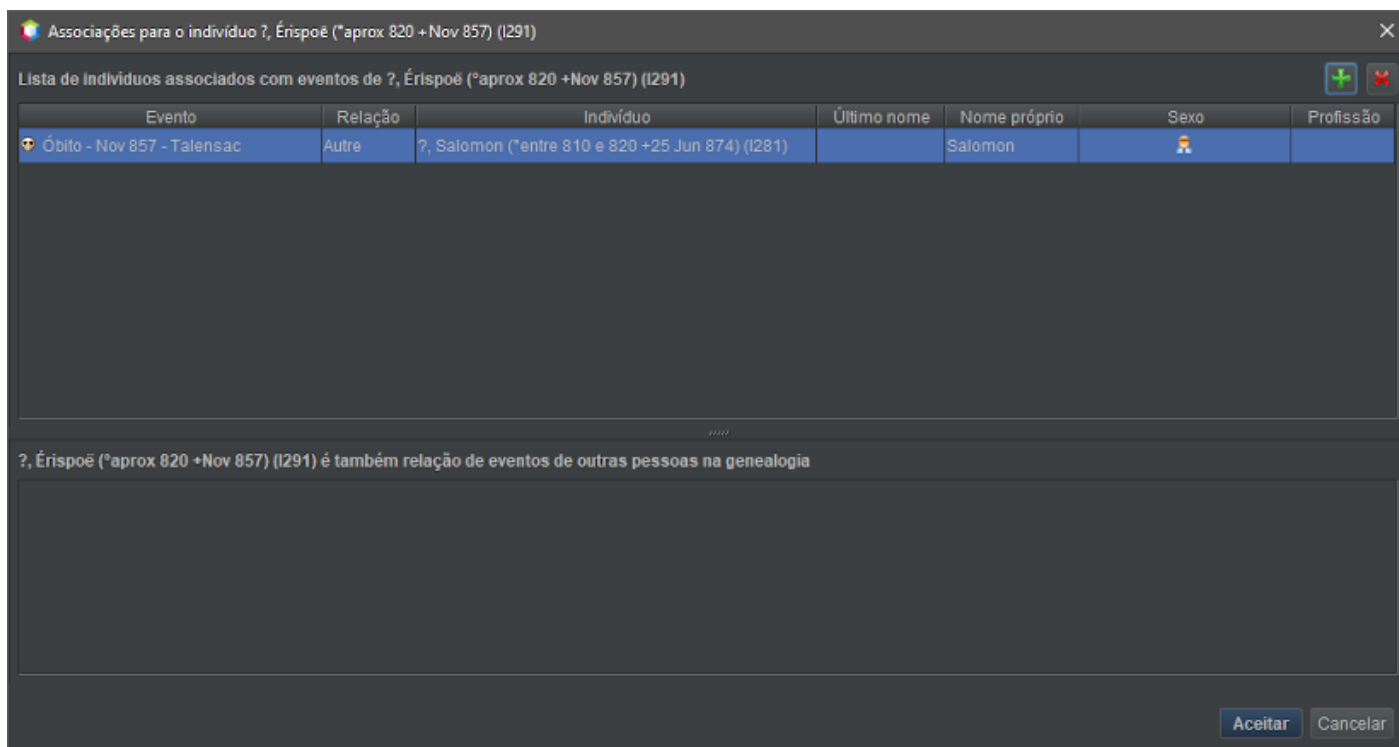 Associações para o indivíduo ?, Érispoë (°aprox 820 +Nov 857) (I291)
Lista de indivíduos associados com eventos de ?, Érispoë (°aprox 820 +Nov 857) (I291)
Evento Relação Indivíduo Último nome Nome próprio Sexo Profissão
Óbito - Nov 857 - Talensac Autre ?, Salomon (°entre 810 e 820 +25 Jun 874) (I281) Salomon
?, Érispoë (°aprox 820 +Nov 857) (I291) é também relação de eventos de outras pessoas na genealogia
Aceitar Cancelar